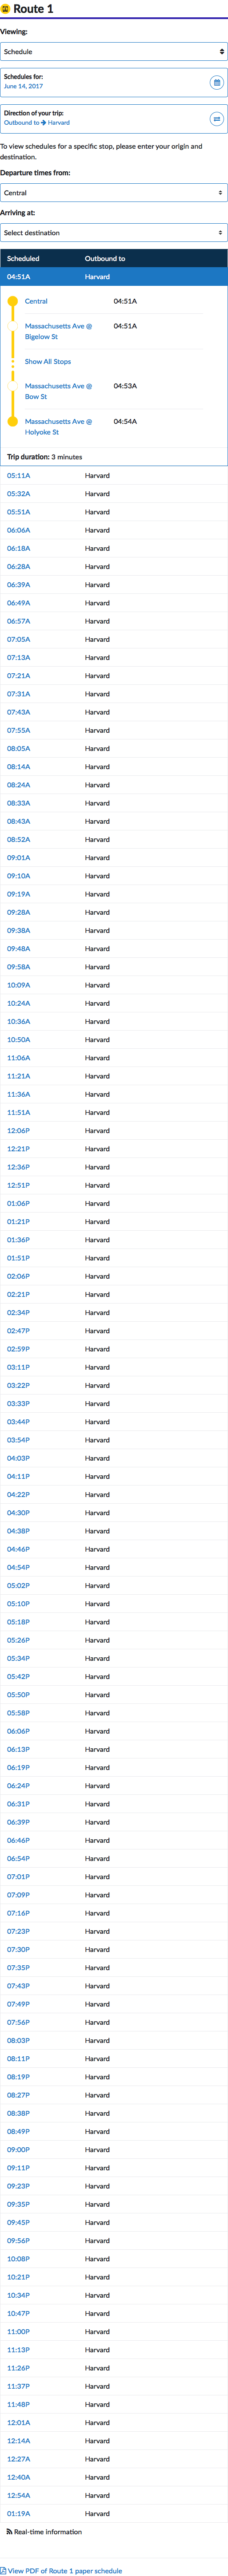 Route 1
Viewing:
Schedule
Schedules for:
June 14, 2017
Direction of your trip:
Outbound to → Harvard
To view schedules for a specific stop, please enter your origin and
destination.
Departure times from:
Central
Arriving at:
Select destination
Scheduled Outbound to
04:51A Harvard
Central 04:51A
Massachusetts Ave @ 04:51A
Bigelow St
Show All Stops
Massachusetts Ave @ 04:53A
Bow St
Massachusetts Ave @ 04:54A
Holyoke St
Trip duration: 3 minutes
05:11A Harvard
05:32A Harvard
05:51A Harvard
06:06A Harvard
06:18A Harvard
06:28A Harvard
06:39A Harvard
06:49A Harvard
06:57A Harvard
07:05A Harvard
07:13A Harvard
07:21A Harvard
07:31A Harvard
07:43A Harvard
07:55A Harvard
08:05A Harvard
08:14A Harvard
08:24A Harvard
08:33A Harvard
08:43A Harvard
08:52A Harvard
09:01A Harvard
09:10A Harvard
09:19A Harvard
09:28A Harvard
09:38A Harvard
09:48A Harvard
09:58A Harvard
10:09A Harvard
10:24A Harvard
10:36A Harvard
10:50A Harvard
11:06A Harvard
11:21A Harvard
11:36A Harvard
11:51A Harvard
12:06P Harvard
12:21P Harvard
12:36P Harvard
12:51P Harvard
01:06P Harvard
01:21P Harvard
01:36P Harvard
01:51P Harvard
02:06P Harvard
02:21P Harvard
02:34P Harvard
02:47P Harvard
02:59P Harvard
03:11P Harvard
03:22P Harvard
03:33P Harvard
03:44P Harvard
03:54P Harvard
04:03P Harvard
04:11P Harvard
04:22P Harvard
04:30P Harvard
04:38P Harvard
04:46P Harvard
04:54P Harvard
05:02P Harvard
05:10P Harvard
05:18P Harvard
05:26P Harvard
05:34P Harvard
05:42P Harvard
05:50P Harvard
05:58P Harvard
06:06P Harvard
06:13P Harvard
06:19P Harvard
06:24P Harvard
06:31P Harvard
06:39P Harvard
06:46P Harvard
06:54P Harvard
07:01P Harvard
07:09P Harvard
07:16P Harvard
07:23P Harvard
07:30P Harvard
07:35P Harvard
07:43P Harvard
07:49P Harvard
07:56P Harvard
08:03P Harvard
08:11P Harvard
08:19P Harvard
08:27P Harvard
08:38P Harvard
08:49P Harvard
09:00P Harvard
09:11P Harvard
09:23P Harvard
09:35P Harvard
09:45P Harvard
09:56P Harvard
10:08P Harvard
10:21P Harvard
10:34P Harvard
10:47P Harvard
11:00P Harvard
11:13P Harvard
11:26P Harvard
11:37P Harvard
11:48P Harvard
12:01A Harvard
12:14A Harvard
12:27A Harvard
12:40A Harvard
12:54A Harvard
01:19A Harvard
Real-time information
View PDF of Route 1 paper schedule